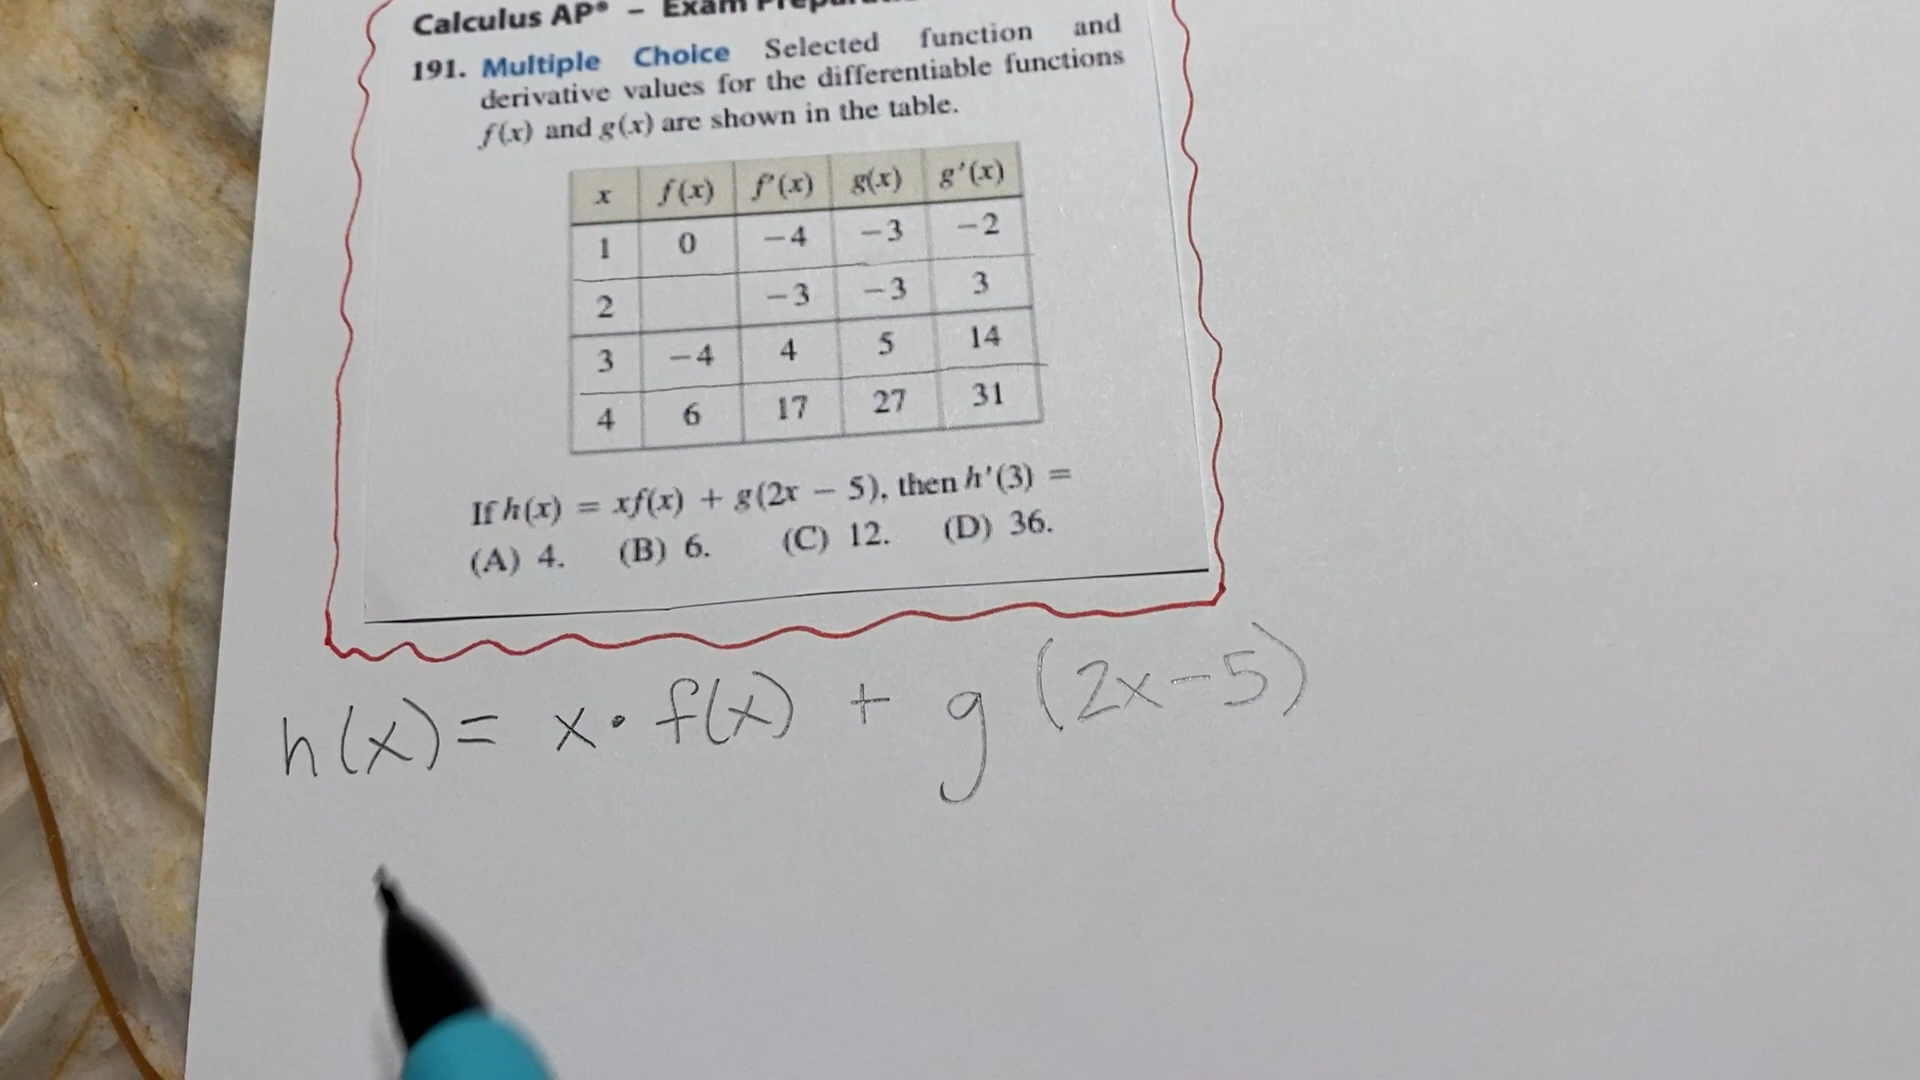 Calculus AP® – Exam
191. Multiple Choice Selected function and
derivative values for the differentiable functions
f(x) and g(x) are shown in the table.
x f(x) f'(x) g(x) g'(x)
1 0 −4 −3 −2
2 −3 −3 3
3 −4 4 5 14
4 6 17 27 31
If h(x) = xf(x) + g(2x − 5), then h'(3) =
(A) 4. (B) 6. (C) 12. (D) 36.
h(x) = x · f(x) + g (2x−5)